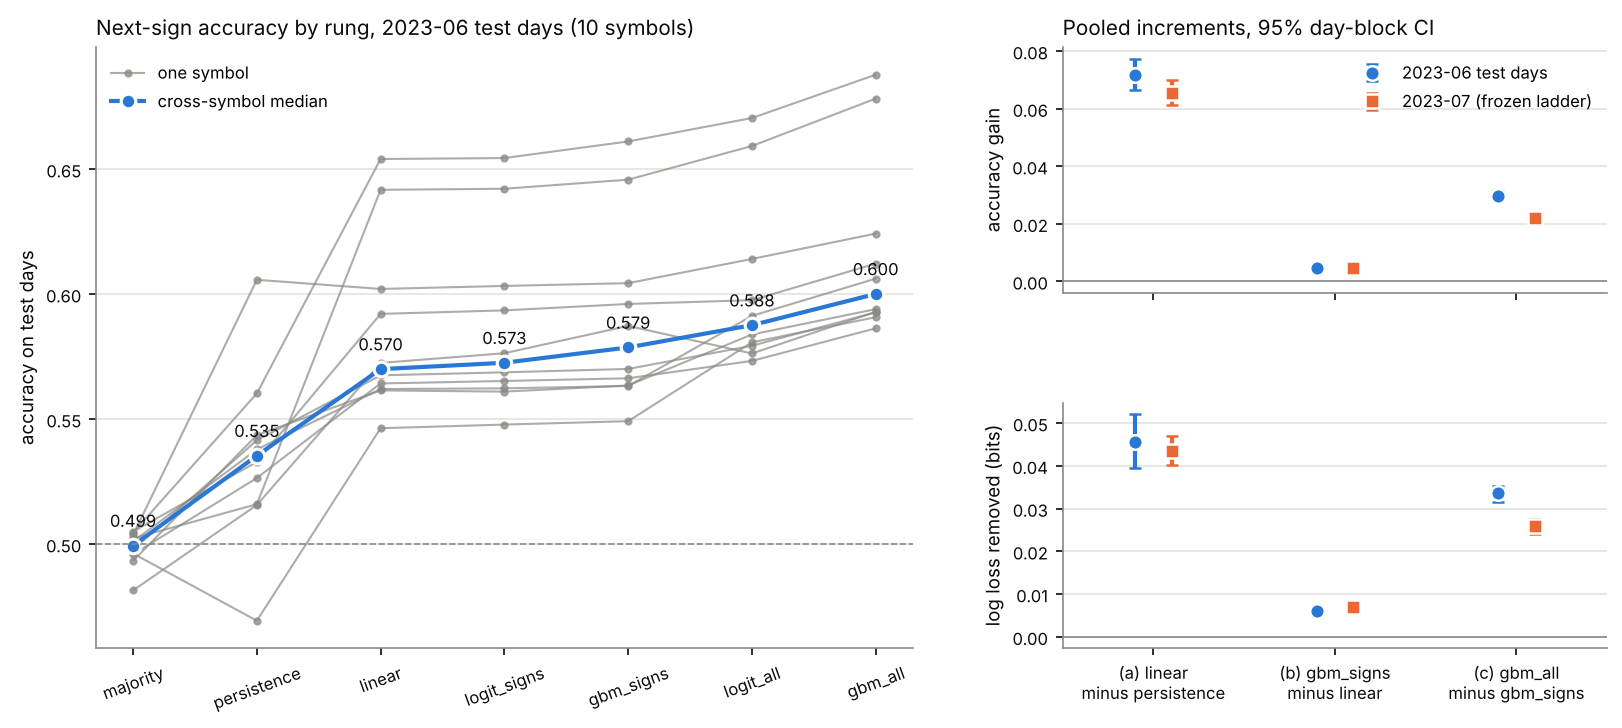 Next-sign accuracy by rung, 2023-06 test days (10 symbols)
one symbol
cross-symbol median
accuracy on test days
0.65
0.60
0.55
0.50
0.499
0.535
0.570
0.573
0.579
0.588
0.600
majority
persistence
linear
logit_signs
gbm_signs
logit_all
gbm_all
Pooled increments, 95% day-block CI
2023-06 test days
2023-07 (frozen ladder)
accuracy gain
0.08
0.06
0.04
0.02
0.00
log loss removed (bits)
0.05
0.04
0.03
0.02
0.01
0.00
(a) linear
minus persistence
(b) gbm_signs
minus linear
(c) gbm_all
minus gbm_signs